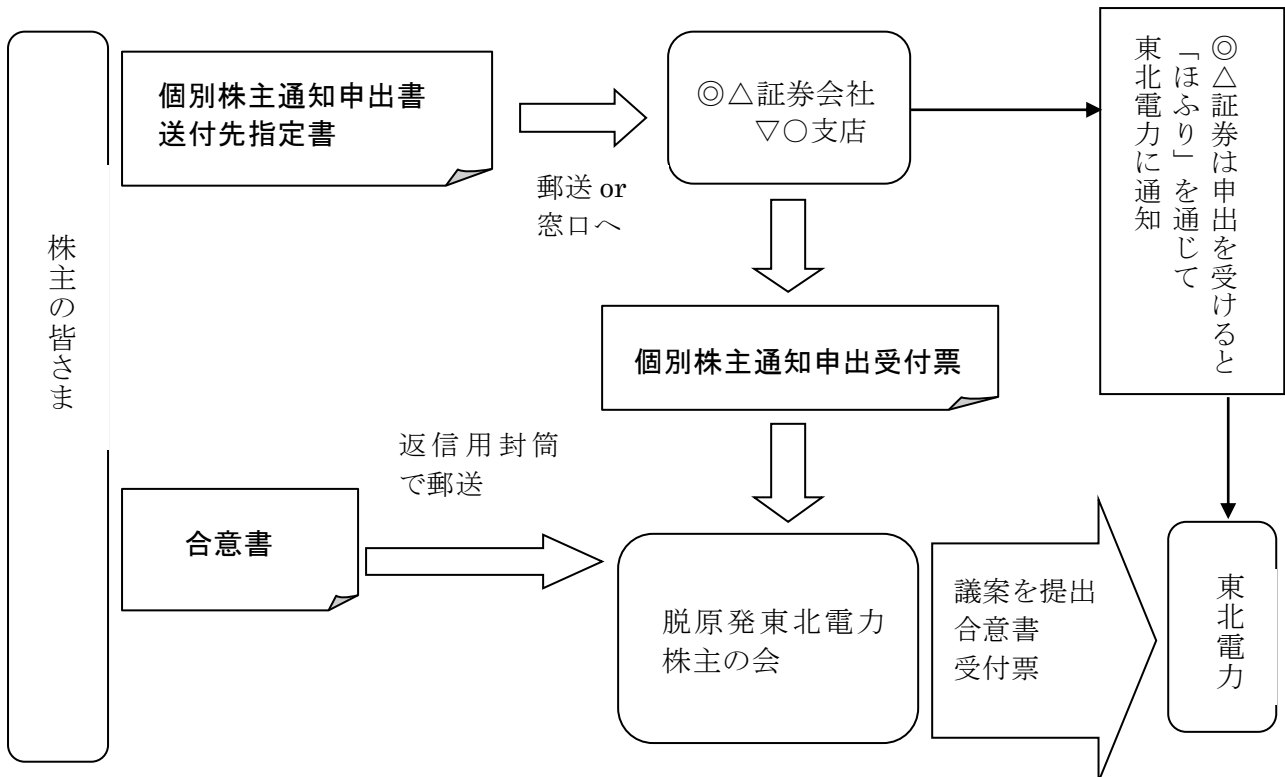 株主の皆さま
個別株主通知申出書
送付先指定書
郵送 or
窓口へ
◎△証券会社
▽○支店
◎△証券は申出を受けると
「ほふり」を通じて
東北電力に通知
個別株主通知申出受付票
返信用封筒
で郵送
合意書
脱原発東北電力
株主の会
議案を提出
合意書
受付票
東北電力